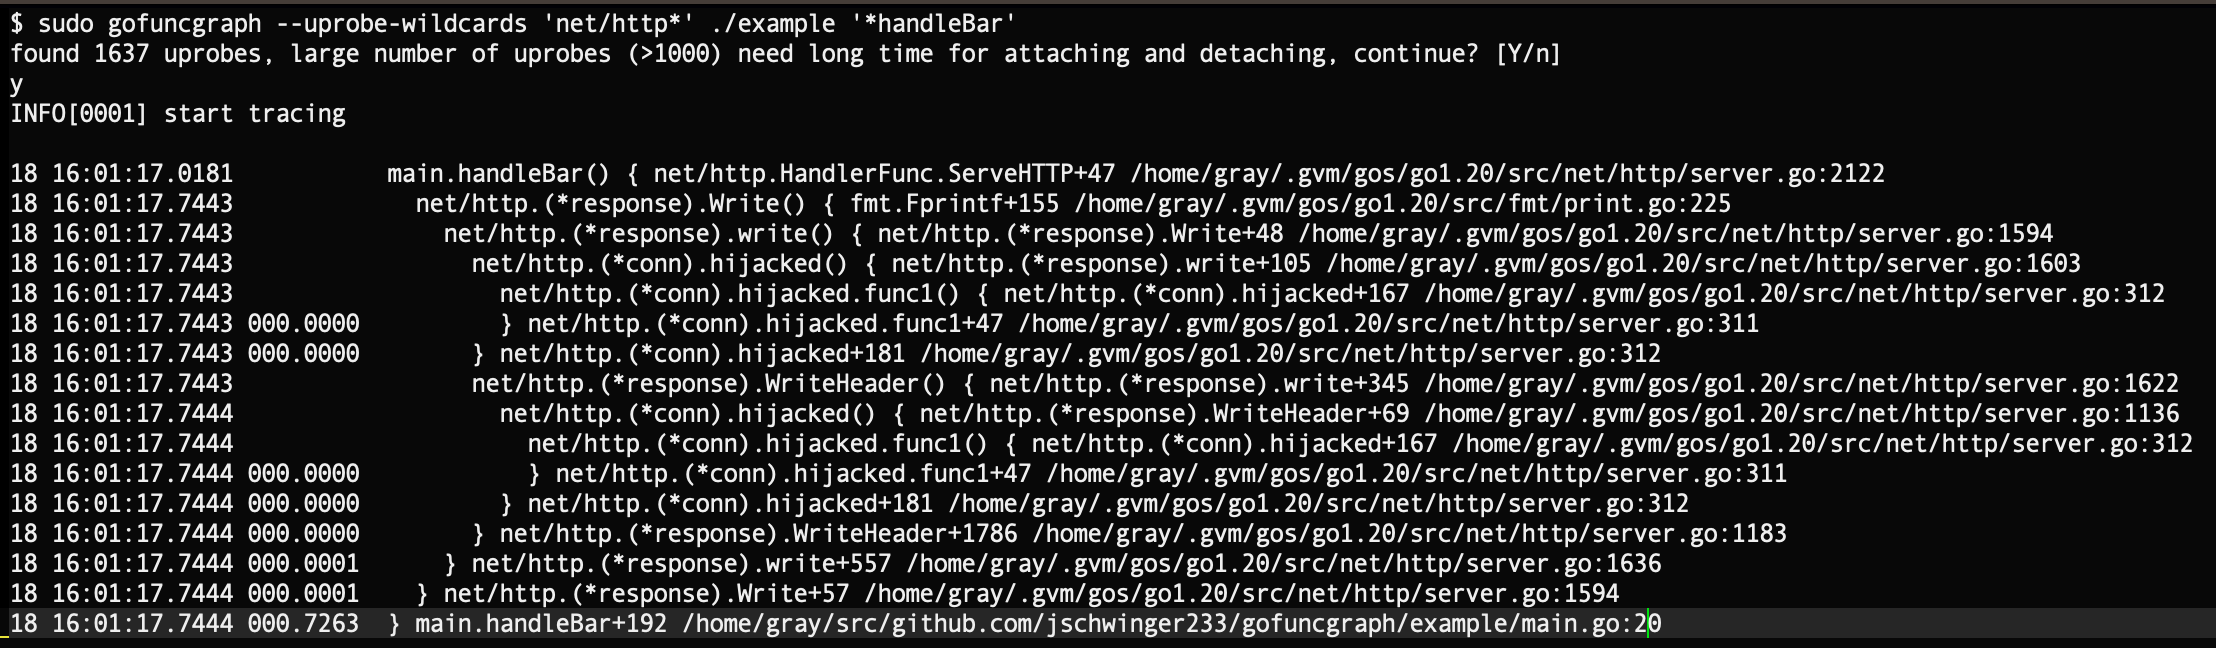 $ sudo gofuncgraph --uprobe-wildcards 'net/http*' ./example '*handleBar'
found 1637 uprobes, large number of uprobes (>1000) need long time for attaching and detaching, continue? [Y/n]
y
INFO[0001] start tracing
18 16:01:17.0181           main.handleBar() { net/http.HandlerFunc.ServeHTTP+47 /home/gray/.gvm/gos/go1.20/src/net/http/server.go:2122
18 16:01:17.7443             net/http.(*response).Write() { fmt.Fprintf+155 /home/gray/.gvm/gos/go1.20/src/fmt/print.go:225
18 16:01:17.7443               net/http.(*response).write() { net/http.(*response).Write+48 /home/gray/.gvm/gos/go1.20/src/net/http/server.go:1594
18 16:01:17.7443                 net/http.(*conn).hijacked() { net/http.(*response).write+105 /home/gray/.gvm/gos/go1.20/src/net/http/server.go:1603
18 16:01:17.7443                   net/http.(*conn).hijacked.func1() { net/http.(*conn).hijacked+167 /home/gray/.gvm/gos/go1.20/src/net/http/server.go:312
18 16:01:17.7443 000.0000          } net/http.(*conn).hijacked.func1+47 /home/gray/.gvm/gos/go1.20/src/net/http/server.go:311
18 16:01:17.7443 000.0000        } net/http.(*conn).hijacked+181 /home/gray/.gvm/gos/go1.20/src/net/http/server.go:312
18 16:01:17.7443                 net/http.(*response).WriteHeader() { net/http.(*response).write+345 /home/gray/.gvm/gos/go1.20/src/net/http/server.go:1622
18 16:01:17.7444                   net/http.(*conn).hijacked() { net/http.(*response).WriteHeader+69 /home/gray/.gvm/gos/go1.20/src/net/http/server.go:1136
18 16:01:17.7444                     net/http.(*conn).hijacked.func1() { net/http.(*conn).hijacked+167 /home/gray/.gvm/gos/go1.20/src/net/http/server.go:312
18 16:01:17.7444 000.0000            } net/http.(*conn).hijacked.func1+47 /home/gray/.gvm/gos/go1.20/src/net/http/server.go:311
18 16:01:17.7444 000.0000          } net/http.(*conn).hijacked+181 /home/gray/.gvm/gos/go1.20/src/net/http/server.go:312
18 16:01:17.7444 000.0000        } net/http.(*response).WriteHeader+1786 /home/gray/.gvm/gos/go1.20/src/net/http/server.go:1183
18 16:01:17.7444 000.0001      } net/http.(*response).write+557 /home/gray/.gvm/gos/go1.20/src/net/http/server.go:1636
18 16:01:17.7444 000.0001    } net/http.(*response).Write+57 /home/gray/.gvm/gos/go1.20/src/net/http/server.go:1594
18 16:01:17.7444 000.7263  } main.handleBar+192 /home/gray/src/github.com/jschwinger233/gofuncgraph/example/main.go:20